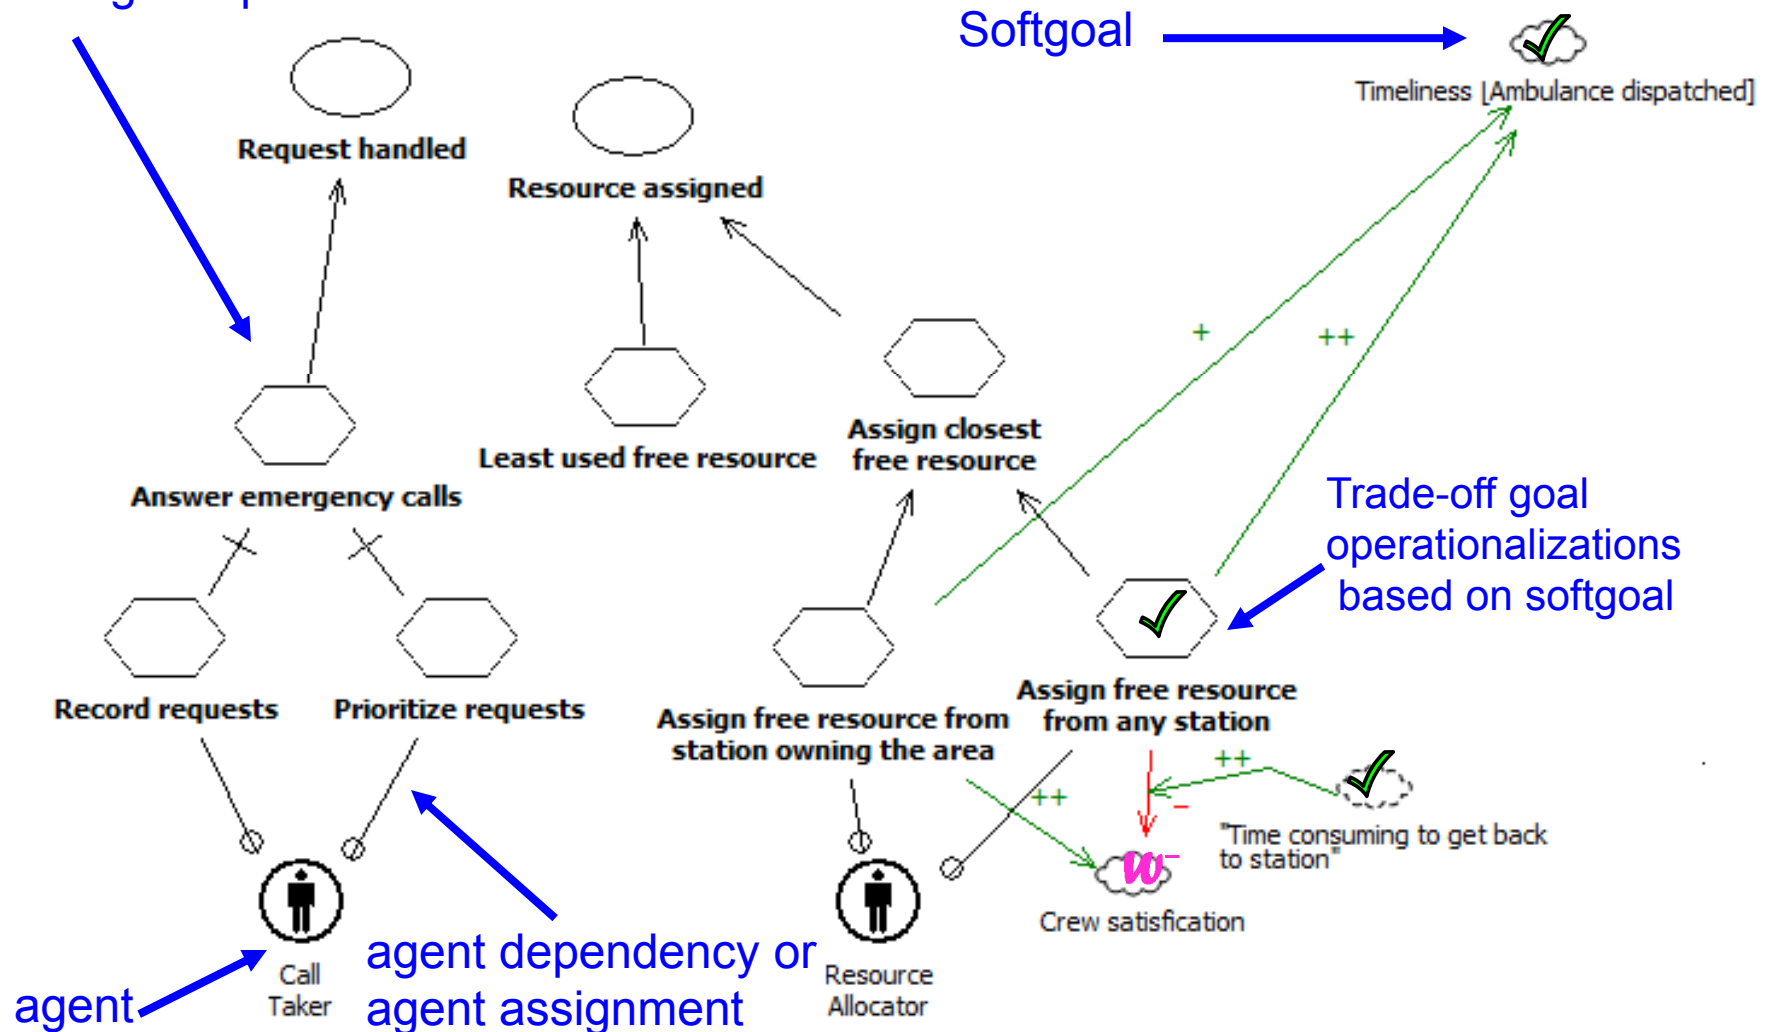 Softgoal
Timeliness [Ambulance dispatched]
Request handled
Resource assigned
+
++
Least used free resource
Assign closest
free resource
Answer emergency calls
Trade-off goal
operationalizations
based on softgoal
Record requests
Prioritize requests
Assign free resource from
station owning the area
Assign free resource
from any station
++
++
−
"Time consuming to get back
to station"
w−
Crew satisfication
Call
Taker
Resource
Allocator
agent
agent dependency or
agent assignment